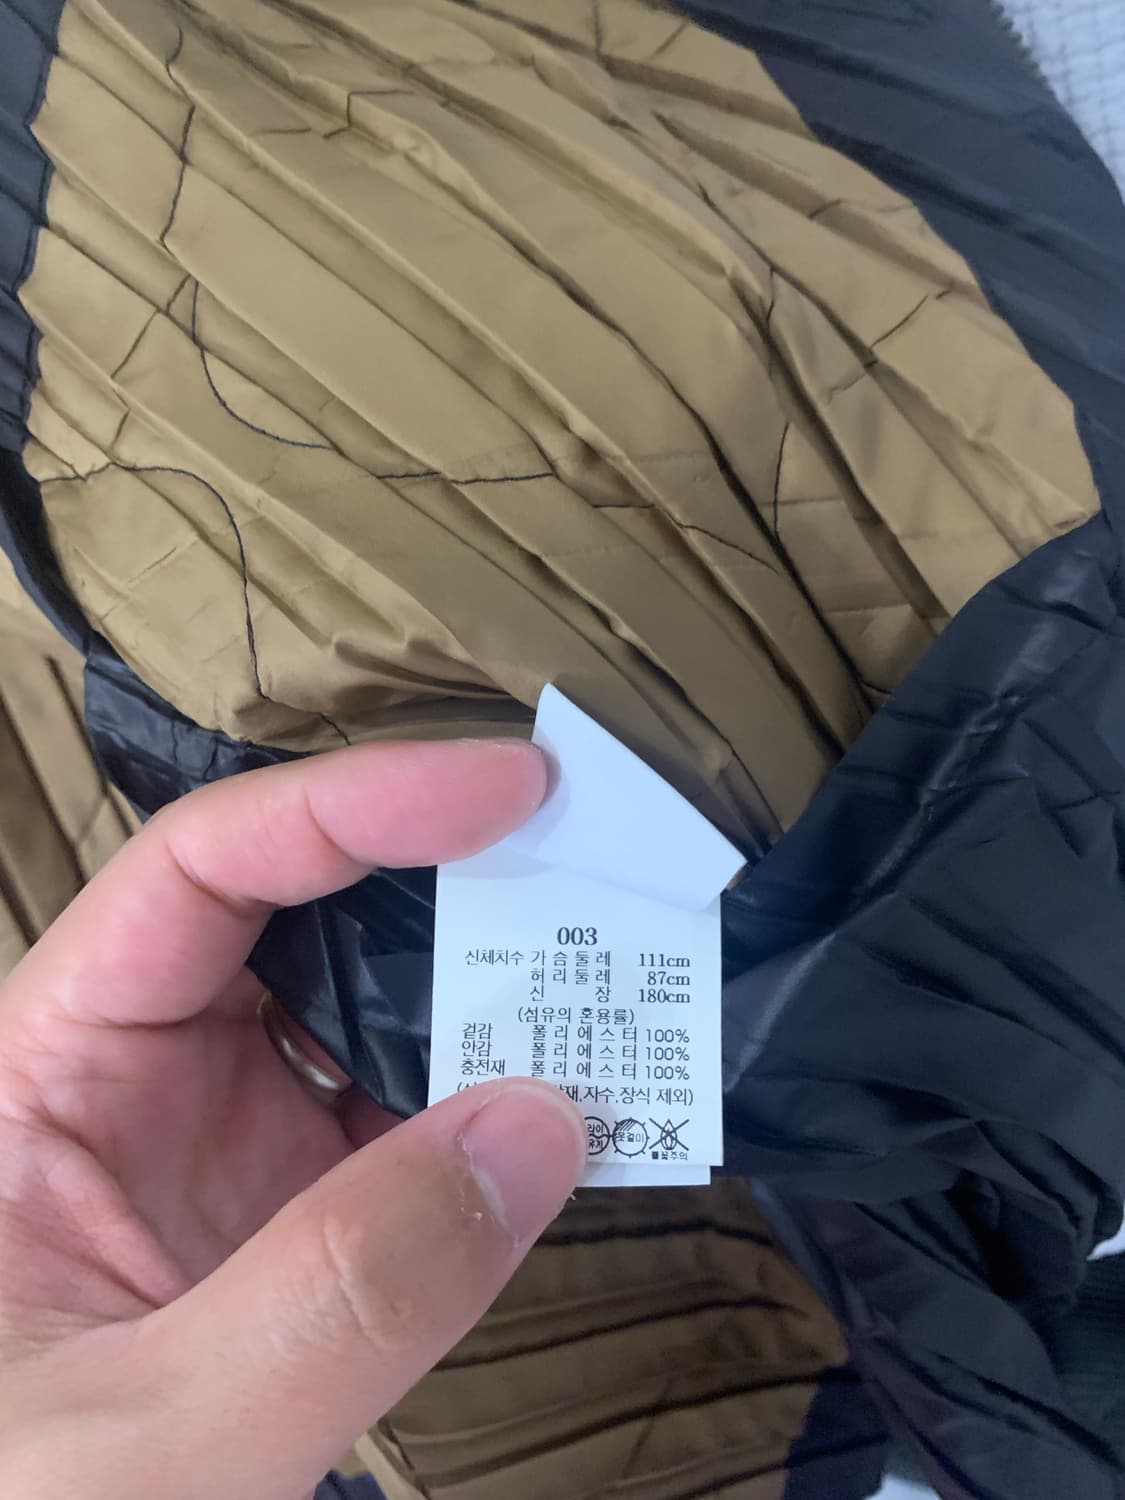 003
신체치수 가 슴 둘 레 111cm
허 리 둘 레 87cm
신 장 180cm
(섬유의 혼용률)
겉감 폴 리 에 스 터 100%
안감 폴 리 에 스 터 100%
충전재 폴 리 에 스 터 100%
자수,장식 제외)
옷걸이
불꽃주의